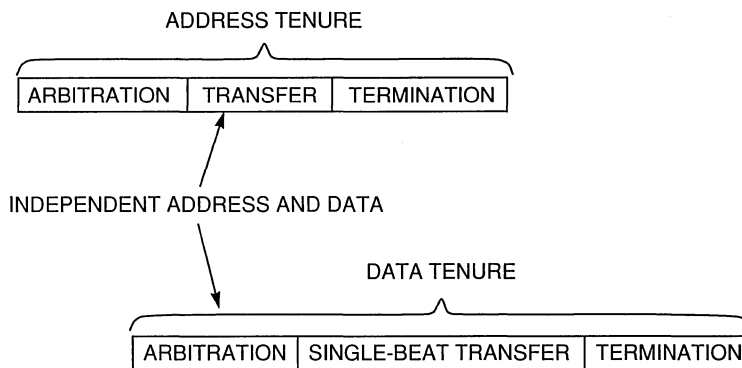 ADDRESS TENURE
ARBITRATION TRANSFER TERMINATION
INDEPENDENT ADDRESS AND DATA
DATA TENURE
ARBITRATION SINGLE-BEAT TRANSFER TERMINATION